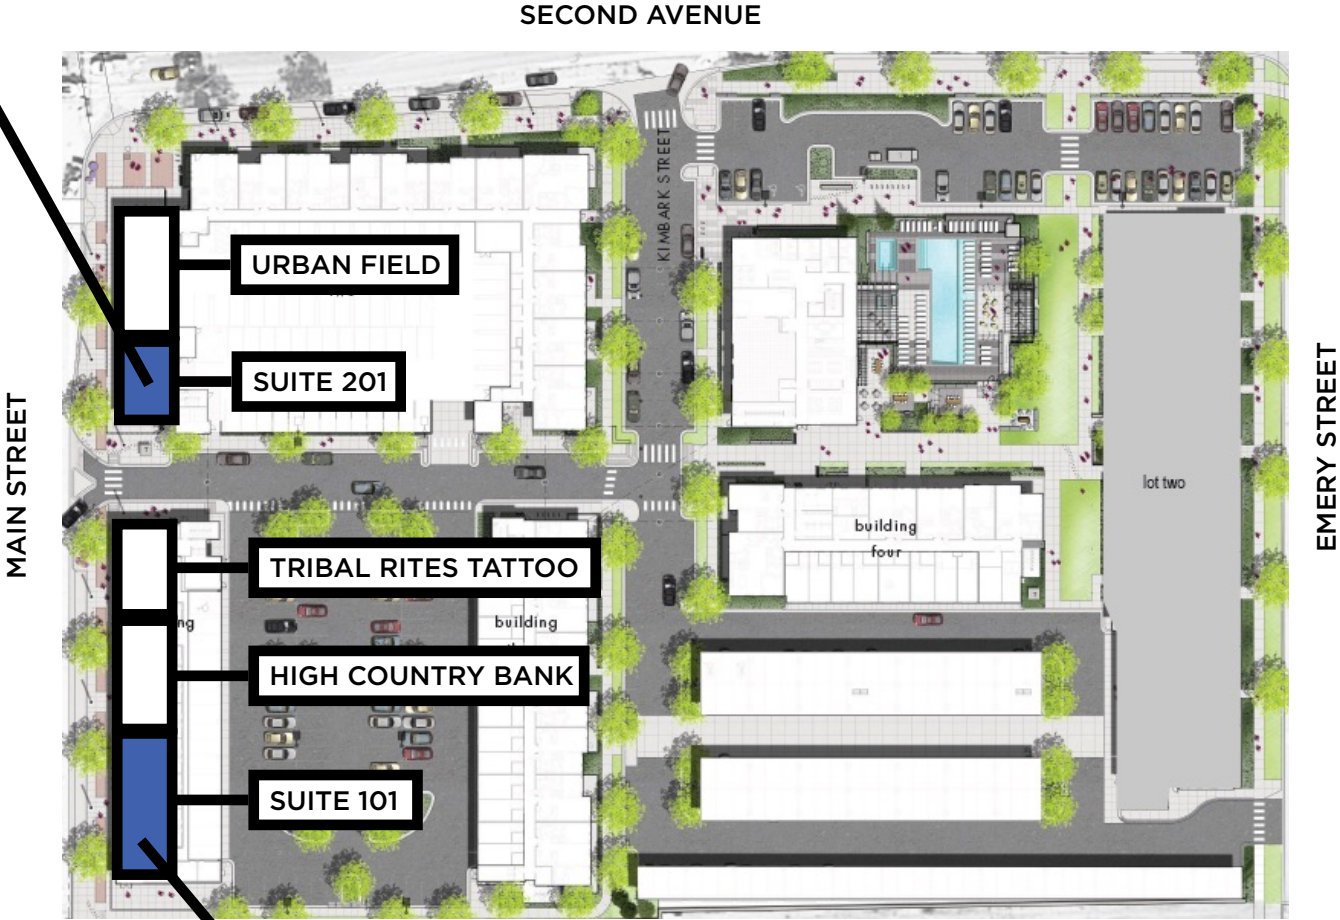 SECOND AVENUE
KIMBARK STREET
URBAN FIELD
SUITE 201
MAIN STREET
EMERY STREET
lot two
building
four
TRIBAL RITES TATTOO
building
HIGH COUNTRY BANK
SUITE 101